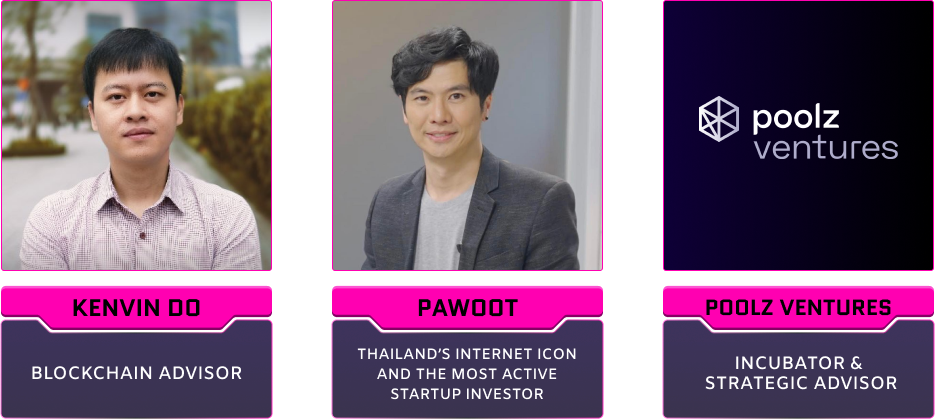 poolz
ventures
KENVIN DO
PAWOOT
POOLZ VENTURES
BLOCKCHAIN ADVISOR
THAILAND'S INTERNET ICON
AND THE MOST ACTIVE
STARTUP INVESTOR
INCUBATOR &
STRATEGIC ADVISOR